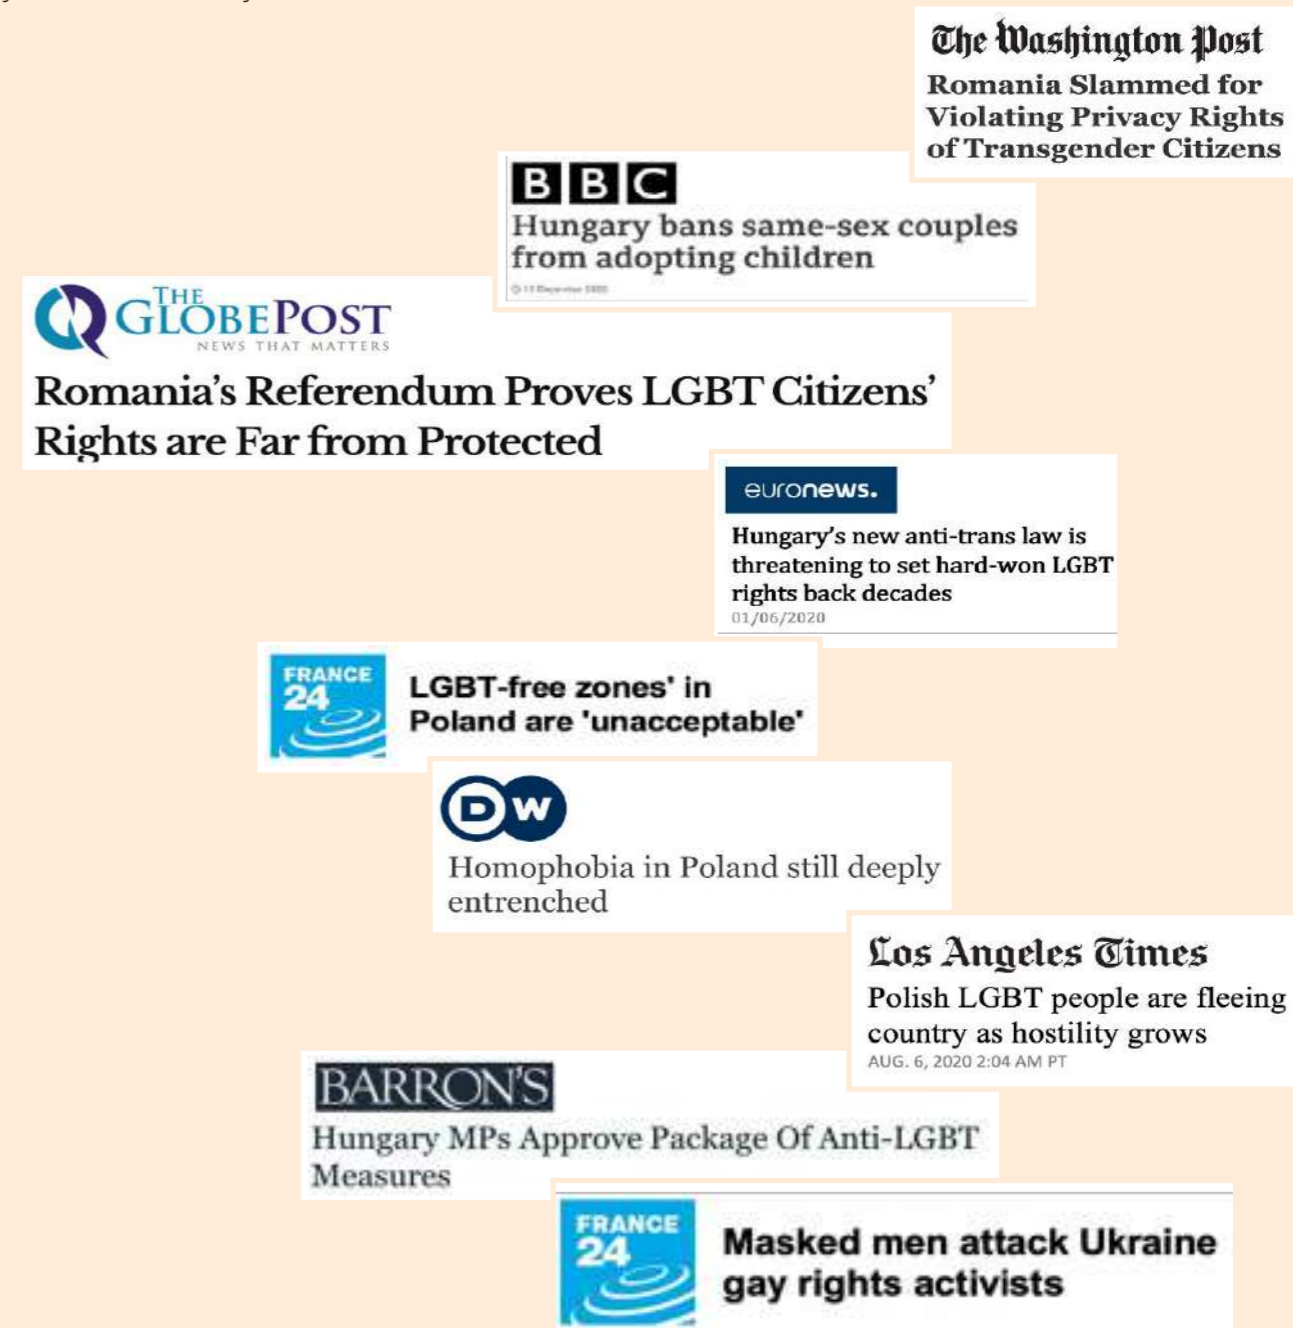 The Washington Post
Romania Slammed for
Violating Privacy Rights
of Transgender Citizens
BBC
Hungary bans same-sex couples
from adopting children
THE
GLOBEPOST
NEWS THAT MATTERS
Romania's Referendum Proves LGBT Citizens'
Rights are Far from Protected
euronews.
Hungary's new anti-trans law is
threatening to set hard-won LGBT
rights back decades
01/06/2020
FRANCE
24
LGBT-free zones' in
Poland are 'unacceptable'
DW
Homophobia in Poland still deeply
entrenched
Los Angeles Times
Polish LGBT people are fleeing
country as hostility grows
AUG. 6, 2020 2:04 AM PT
BARRON'S
Hungary MPs Approve Package Of Anti-LGBT
Measures
FRANCE
24
Masked men attack Ukraine
gay rights activists